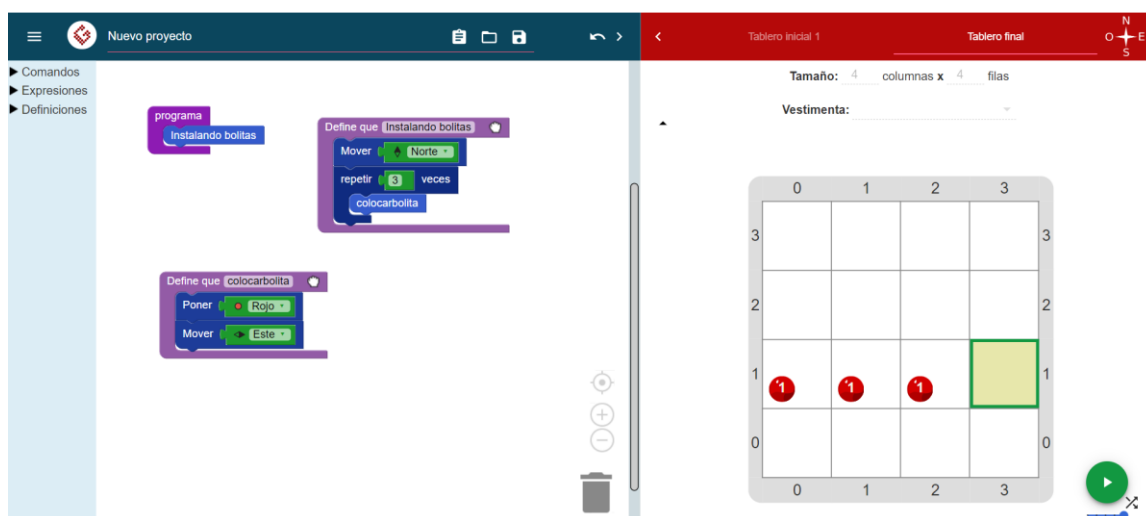 Nuevo proyecto
Tablero inicial 1
Tablero final
N
O E
S
Comandos
Expresiones
Definiciones
programa
Instalando bolitas
Define que Instalando bolitas
Mover Norte
repetir 3 veces
colocarbolita
Define que colocarbolita
Poner Rojo
Mover Este
Tamaño: 4 columnas x 4 filas
Vestimenta:
0 1 2 3
3 3
2 2
1 1 1 1 1
0 0
0 1 2 3